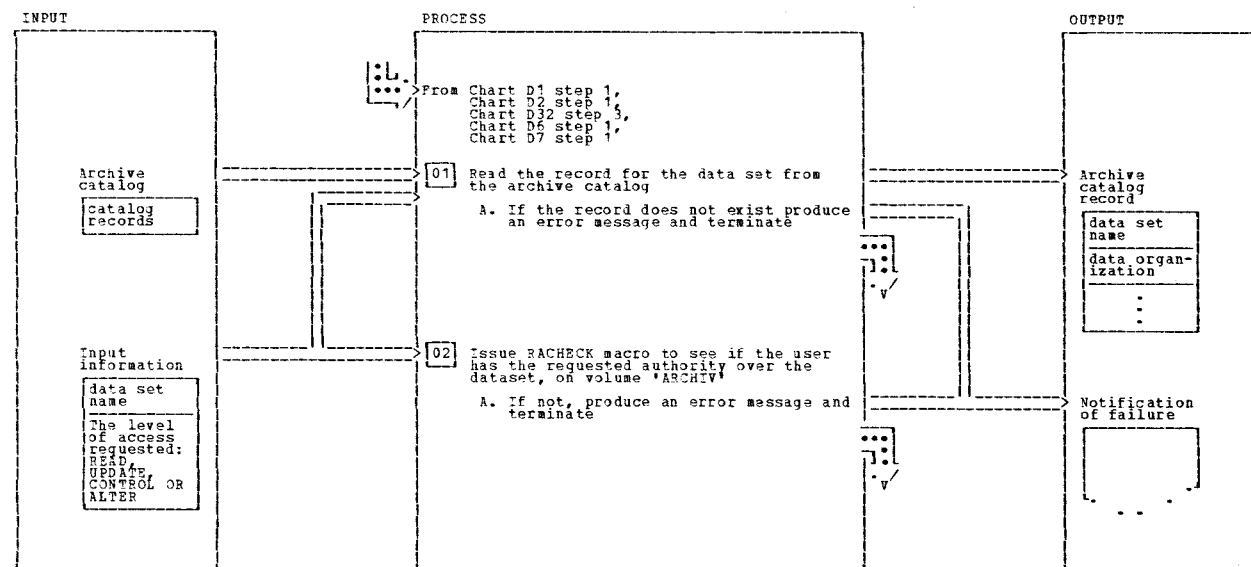 INPUT
PROCESS
OUTPUT
From Chart D1 step 1,
Chart D2 step 1,
Chart D32 step 3,
Chart D6 step 1,
Chart D7 step 1
Archive
catalog
catalog
records
01 Read the record for the data set from
the archive catalog
A. If the record does not exist produce
an error message and terminate
Archive
catalog
record
data set
name
data organ-
ization
Input
information
data set
name
The level
of access
requested:
READ,
UPDATE,
CONTROL OR
ALTER
02 Issue RACHECK macro to see if the user
has the requested authority over the
dataset, on volume 'ARCHIV'
A. If not, produce an error message and
terminate
Notification
of failure